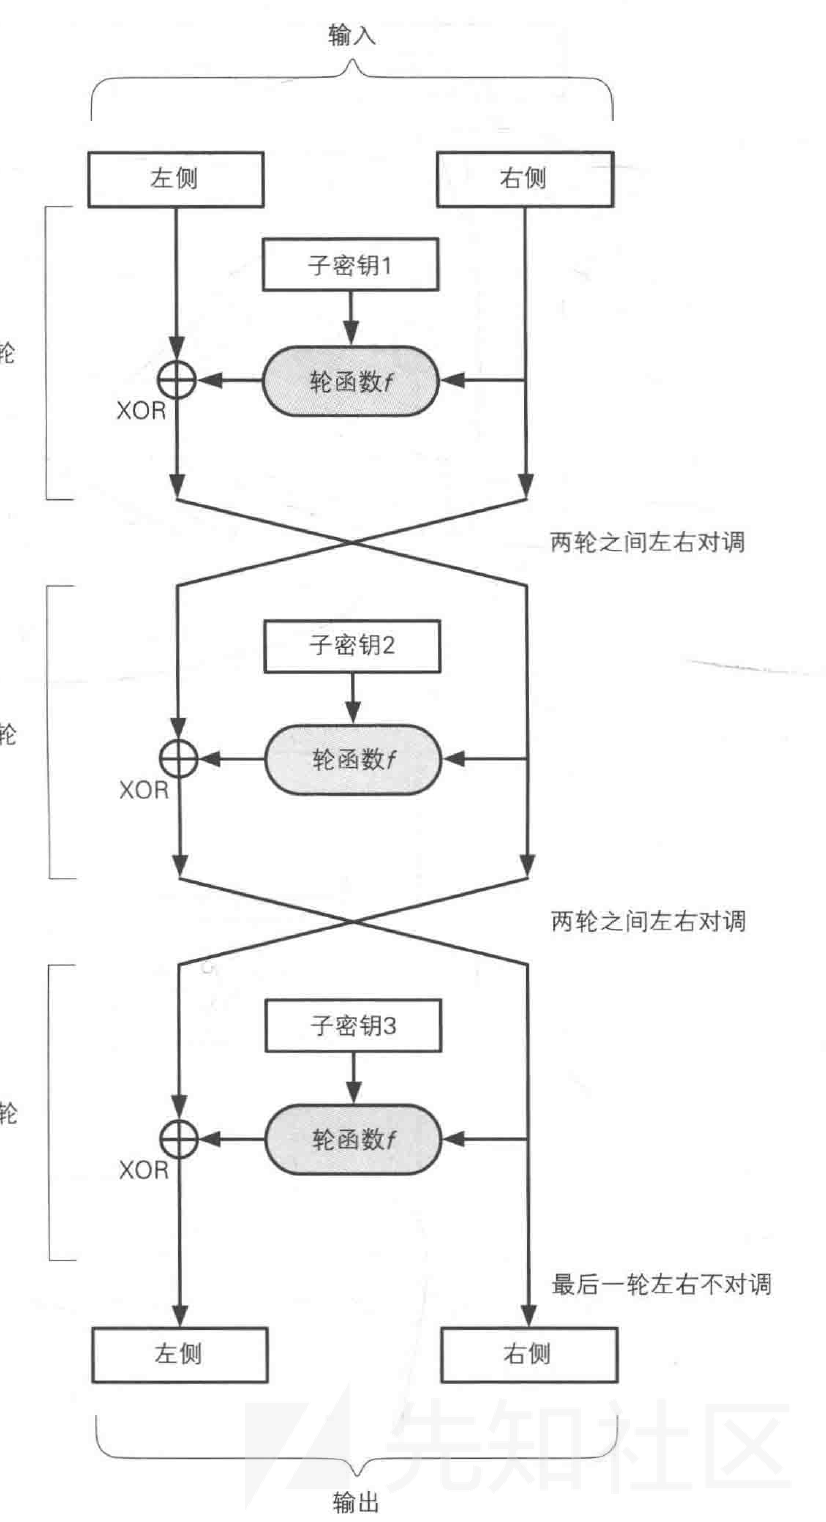 输入
左侧
右侧
子密钥1
轮
轮函数f
XOR
两轮之间左右对调
子密钥2
轮
轮函数f
XOR
两轮之间左右对调
子密钥3
轮
轮函数f
XOR
最后一轮左右不对调
左侧
右侧
先知社区
输出